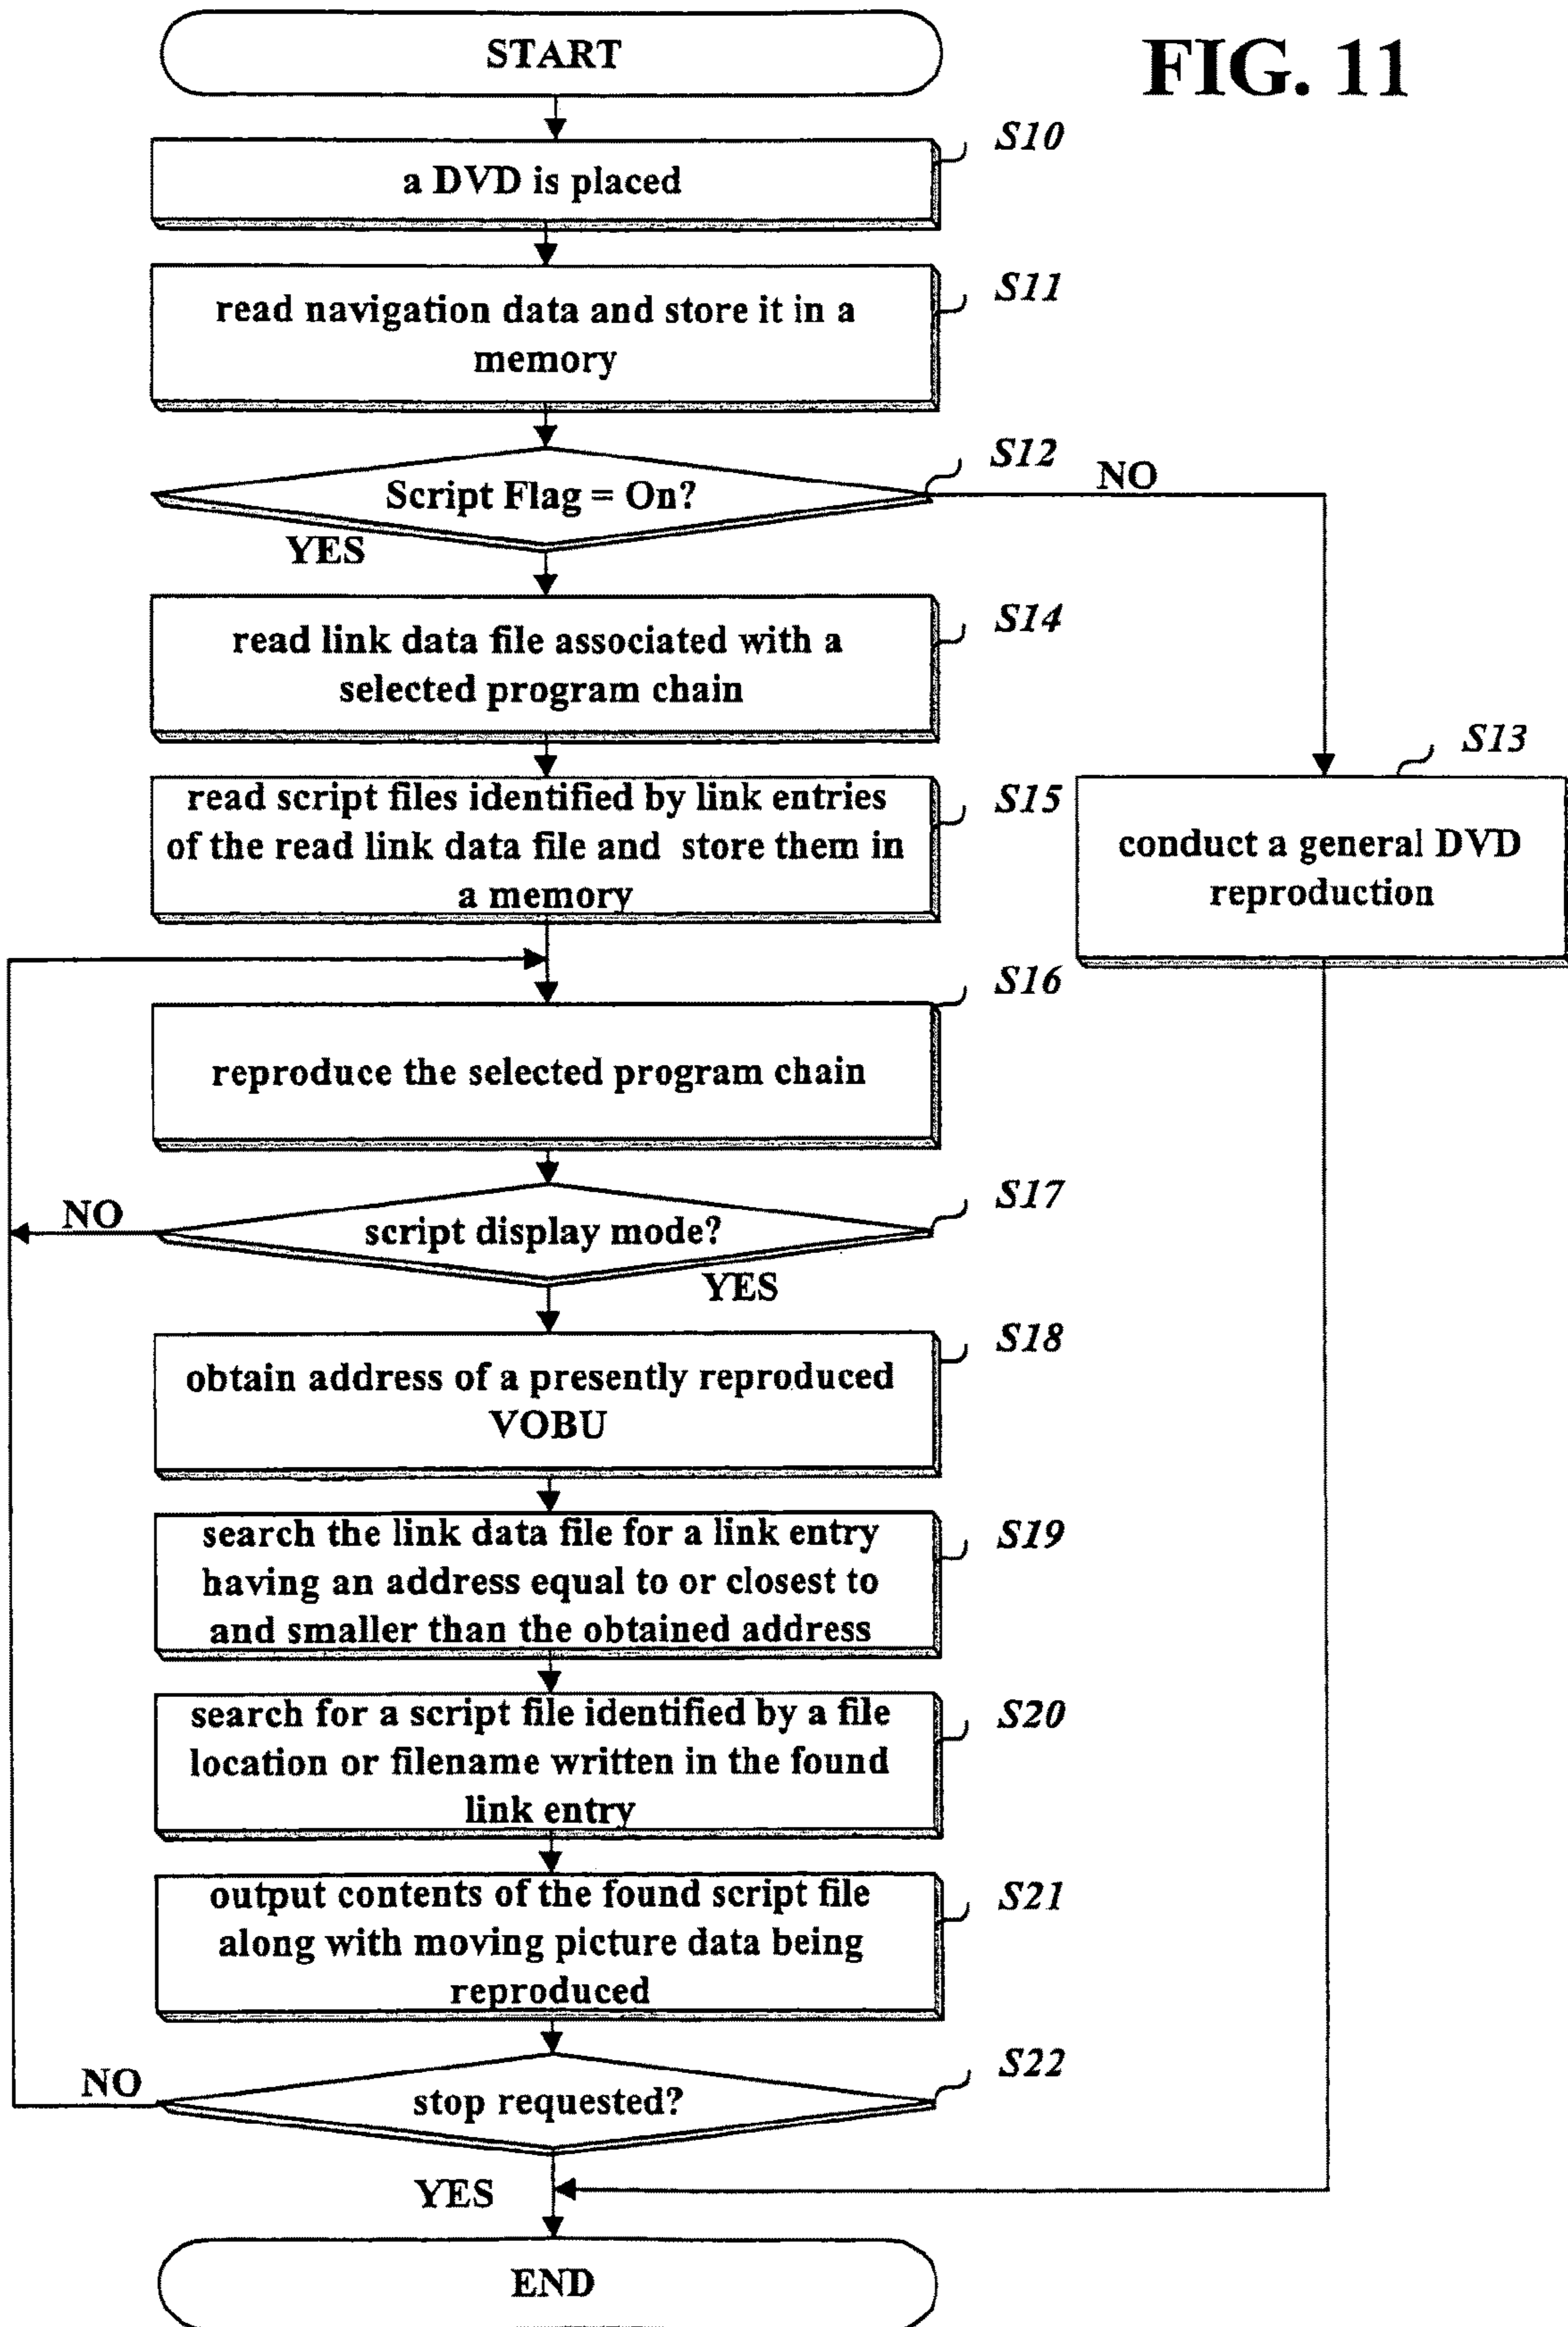 START
FIG. 11
S10
a DVD is placed
S11
read navigation data and store it in a
memory
S12
Script Flag = On?
NO
YES
S14
read link data file associated with a
selected program chain
S13
conduct a general DVD
reproduction
S15
read script files identified by link entries
of the read link data file and store them in
a memory
S16
reproduce the selected program chain
S17
script display mode?
NO
YES
S18
obtain address of a presently reproduced
VOBU
S19
search the link data file for a link entry
having an address equal to or closest to
and smaller than the obtained address
S20
search for a script file identified by a file
location or filename written in the found
link entry
S21
output contents of the found script file
along with moving picture data being
reproduced
S22
stop requested?
NO
YES
END